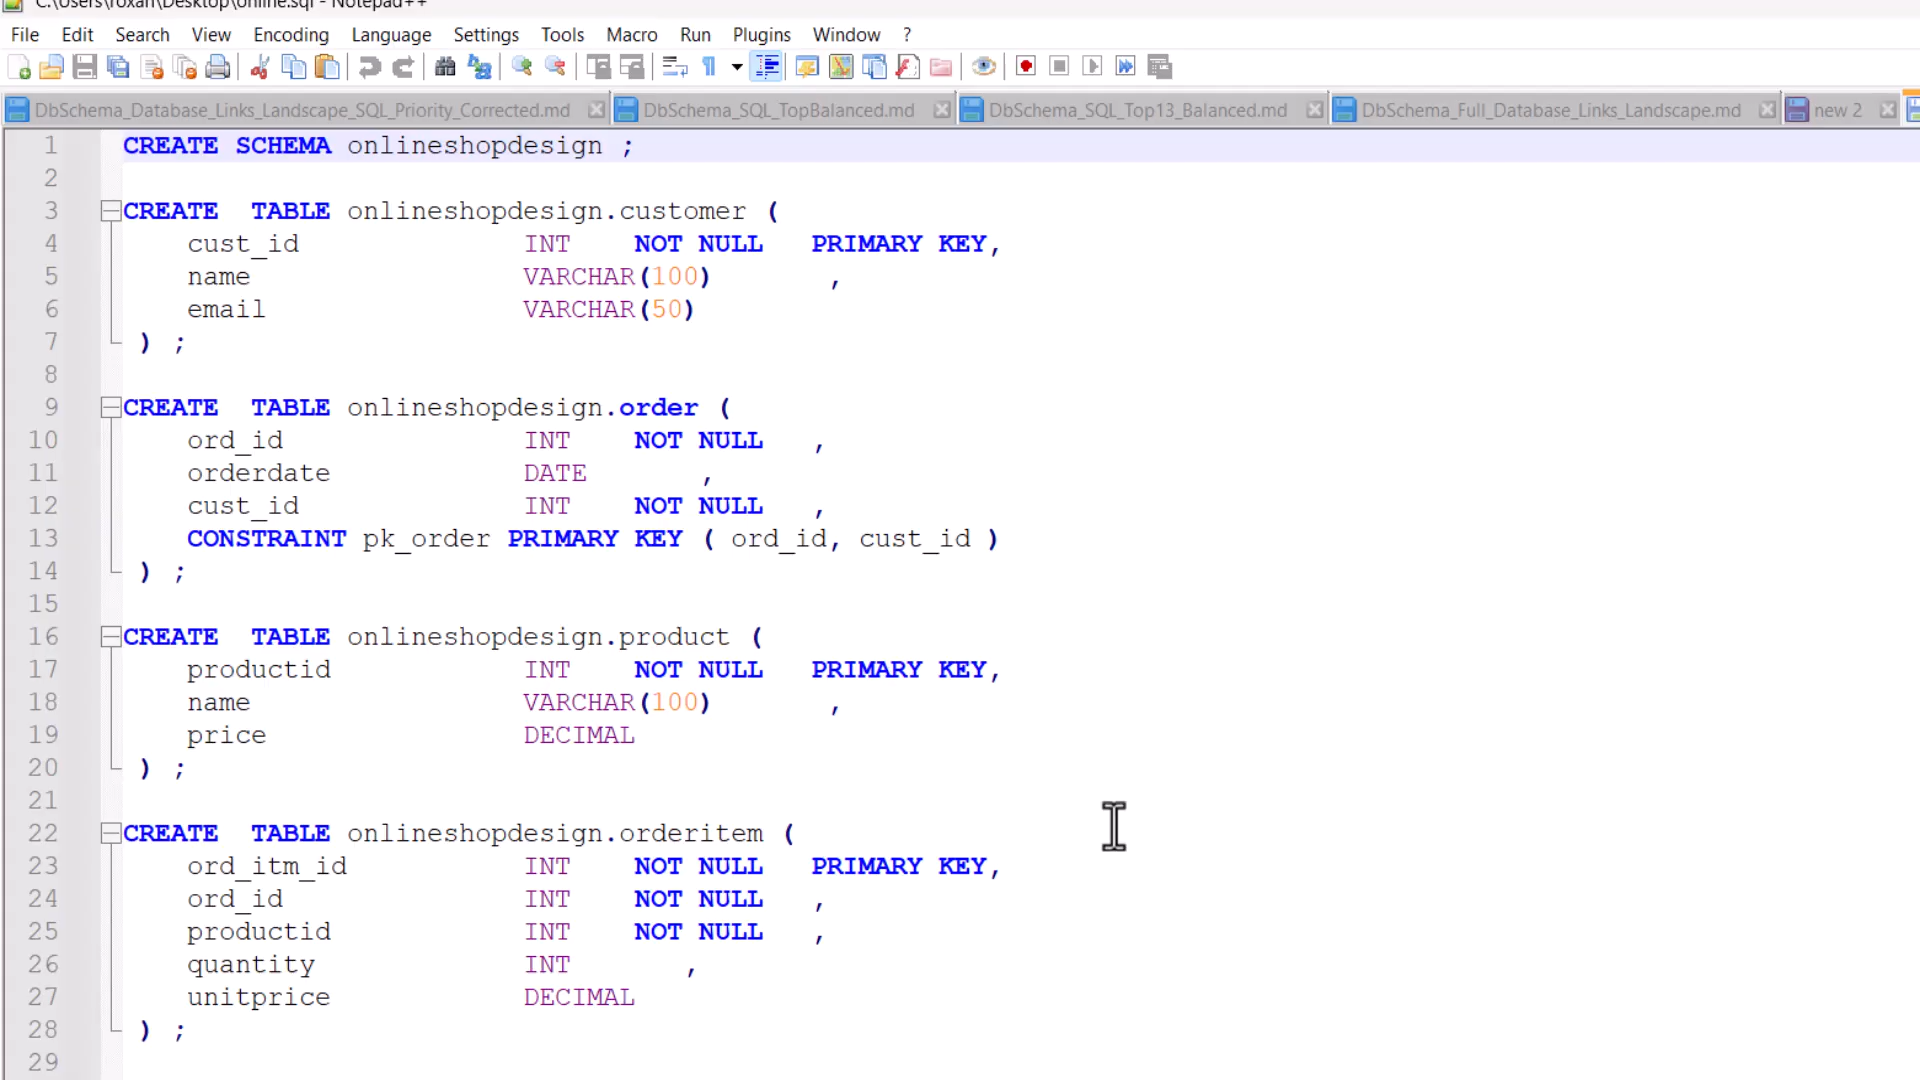 C:\Users\roxan\Desktop\online.sql - Notepad++
File Edit Search View Encoding Language Settings Tools Macro Run Plugins Window ?
DbSchema_Database_Links_Landscape_SQL_Priority_Corrected.md DbSchema_SQL_TopBalanced.md DbSchema_SQL_Top13_Balanced.md DbSchema_Full_Database_Links_Landscape.md new 2
1 CREATE SCHEMA onlineshopdesign ;
2
3 CREATE  TABLE onlineshopdesign.customer (
4     cust_id              INT    NOT NULL   PRIMARY KEY,
5     name                 VARCHAR(100)       ,
6     email                VARCHAR(50)
7  ) ;
8
9 CREATE  TABLE onlineshopdesign.order (
10     ord_id               INT    NOT NULL   ,
11     orderdate            DATE       ,
12     cust_id              INT    NOT NULL   ,
13     CONSTRAINT pk_order PRIMARY KEY ( ord_id, cust_id )
14  ) ;
15
16 CREATE  TABLE onlineshopdesign.product (
17     productid            INT    NOT NULL   PRIMARY KEY,
18     name                 VARCHAR(100)       ,
19     price                DECIMAL
20  ) ;
21
22 CREATE  TABLE onlineshopdesign.orderitem (
23     ord_itm_id           INT    NOT NULL   PRIMARY KEY,
24     ord_id               INT    NOT NULL   ,
25     productid            INT    NOT NULL   ,
26     quantity             INT       ,
27     unitprice            DECIMAL
28  ) ;
29